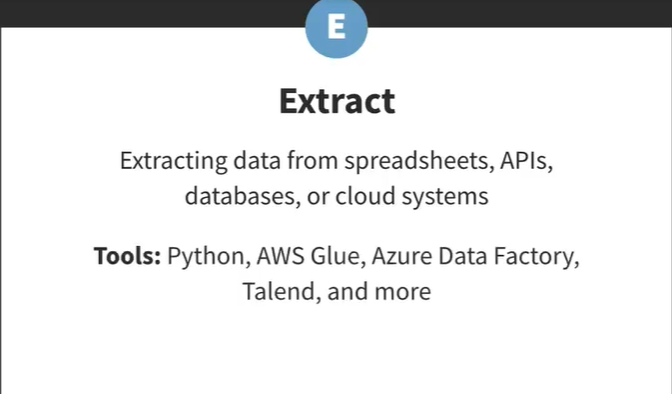 E
Extract
Extracting data from spreadsheets, APIs,
databases, or cloud systems
Tools: Python, AWS Glue, Azure Data Factory,
Talend, and more